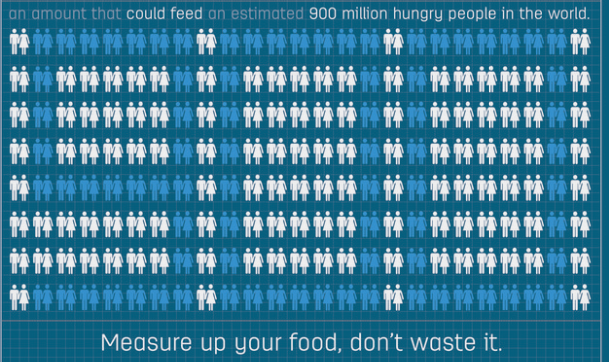 an amount that could feed an estimated 900 million hungry people in the world.
Measure up your food, don't waste it.